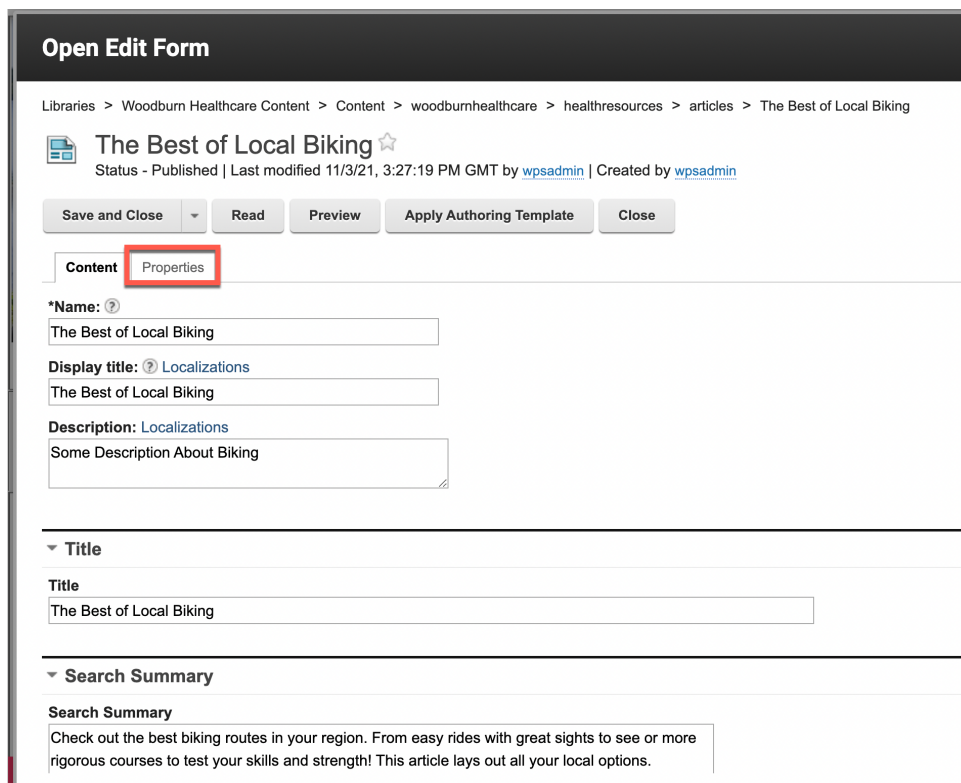 Open Edit Form
Libraries > Woodburn Healthcare Content > Content > woodburnhealthcare > healthresources > articles > The Best of Local Biking
The Best of Local Biking
Status - Published | Last modified 11/3/21, 3:27:19 PM GMT by wpsadmin | Created by wpsadmin
Save and Close Read Preview Apply Authoring Template Close
Content Properties
*Name: ?
The Best of Local Biking
Display title: ? Localizations
The Best of Local Biking
Description: Localizations
Some Description About Biking
Title
Title
The Best of Local Biking
Search Summary
Search Summary
Check out the best biking routes in your region. From easy rides with great sights to see or more
rigorous courses to test your skills and strength! This article lays out all your local options.